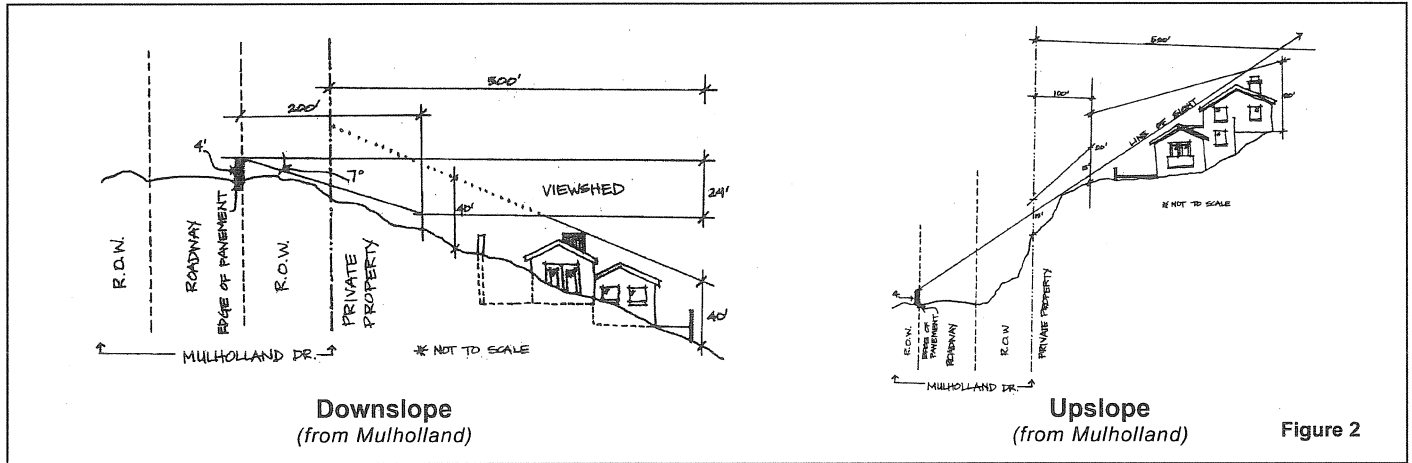 500'
200'
4'
7°
VIEWSHED
24'
40'
40'
R.O.W.
ROADWAY
EDGE OF PAVEMENT
R.O.W.
PRIVATE
PROPERTY
MULHOLLAND DR.
* NOT TO SCALE
Downslope
(from Mulholland)
500'
100'
LINE OF SIGHT
* NOT TO SCALE
R.O.W.
EDGE OF
PAVEMENT
ROADWAY
R.O.W
PRIVATE PROPERTY
MULHOLLAND DR.
Upslope
(from Mulholland)
Figure 2